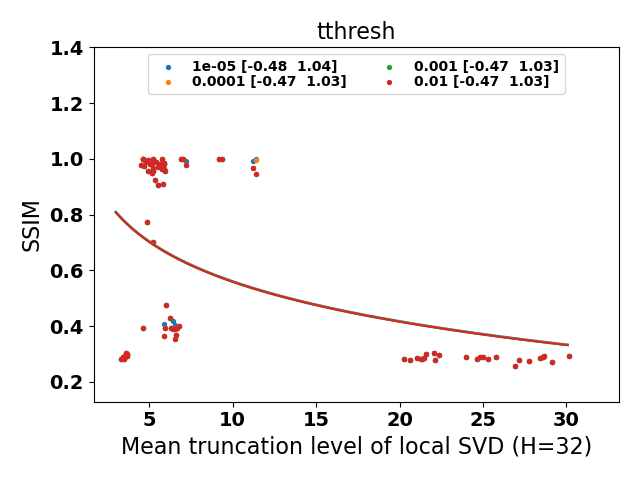 tthresh
1e-05 [-0.48  1.04]
0.0001 [-0.47  1.03]
0.001 [-0.47  1.03]
0.01 [-0.47  1.03]
1.4
1.2
1.0
0.8
0.6
0.4
0.2
SSIM
5 10 15 20 25 30
Mean truncation level of local SVD (H=32)